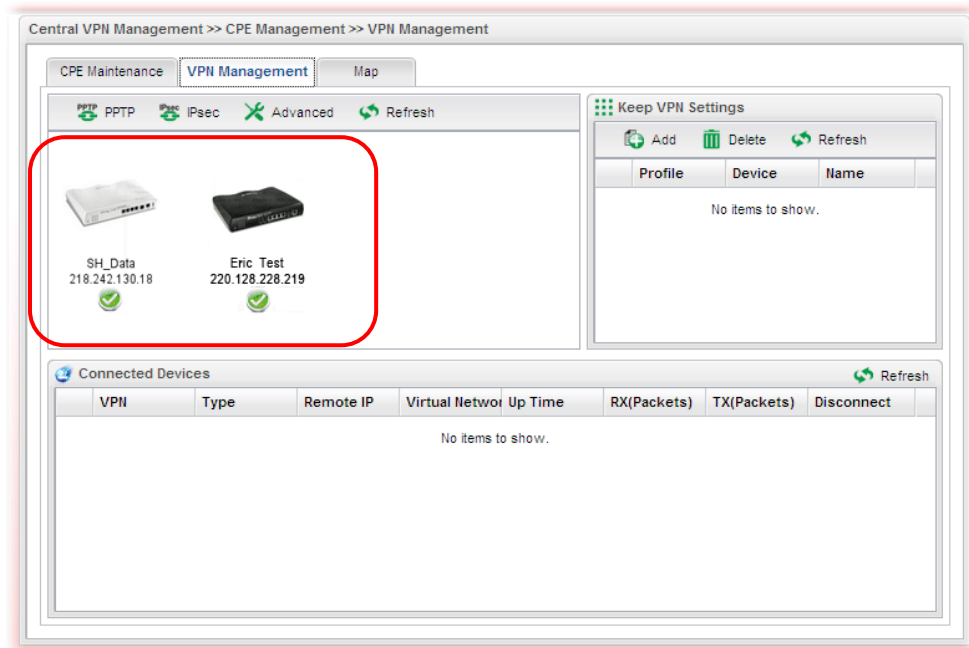 Central VPN Management >> CPE Management >> VPN Management
CPE Maintenance VPN Management Map
PPTP PPTP IPsec IPsec Advanced Refresh
Keep VPN Settings
Add Delete Refresh
Profile Device Name
No items to show.
SH_Data Eric_Test
218.242.130.18 220.128.228.219
Connected Devices Refresh
VPN Type Remote IP Virtual Networ Up Time RX(Packets) TX(Packets) Disconnect
No items to show.